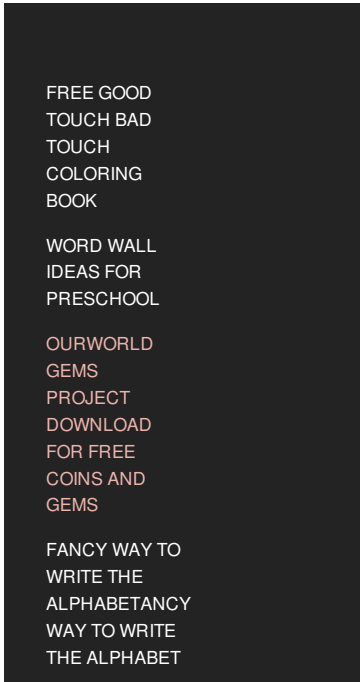 FREE GOOD
TOUCH BAD
TOUCH
COLORING
BOOK
WORD WALL
IDEAS FOR
PRESCHOOL
OURWORLD
GEMS
PROJECT
DOWNLOAD
FOR FREE
COINS AND
GEMS
FANCY WAY TO
WRITE THE
ALPHABETANCY
WAY TO WRITE
THE ALPHABET